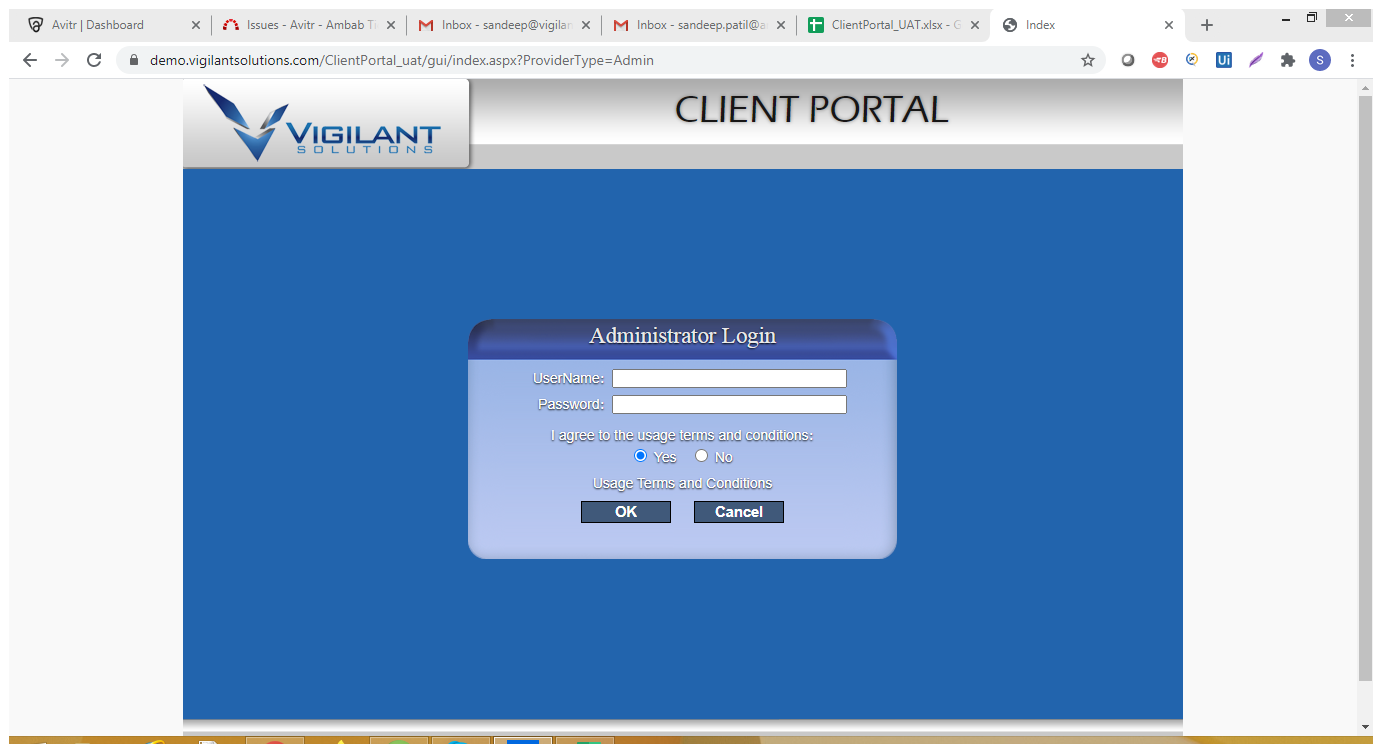 Avitr | Dashboard
Issues - Avitr - Ambab Ti
Inbox - sandeep@vigilan
Inbox - sandeep.patil@a
ClientPortal_UAT.xlsx - G
Index
demo.vigilantsolutions.com/ClientPortal_uat/gui/index.aspx?ProviderType=Admin
Ui
S
VIGILANT
SOLUTIONS
CLIENT PORTAL
Administrator Login
UserName:
Password:
I agree to the usage terms and conditions:
Yes No
Usage Terms and Conditions
OK Cancel